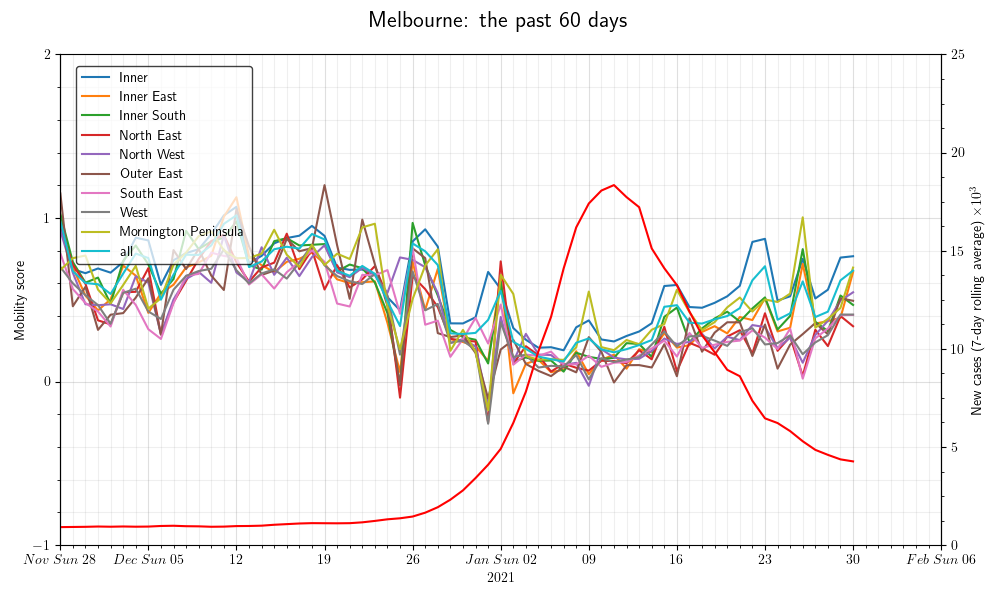 Melbourne: the past 60 days
2
1
0
−1
Mobility score
Inner
Inner East
Inner South
North East
North West
Outer East
South East
West
Mornington Peninsula
all
25
20
15
10
5
0
New cases (7-day rolling average) ×10³
Nov Sun 28 Dec Sun 05 12 19 26 Jan Sun 02 09 16 23 30 Feb Sun 06
2021